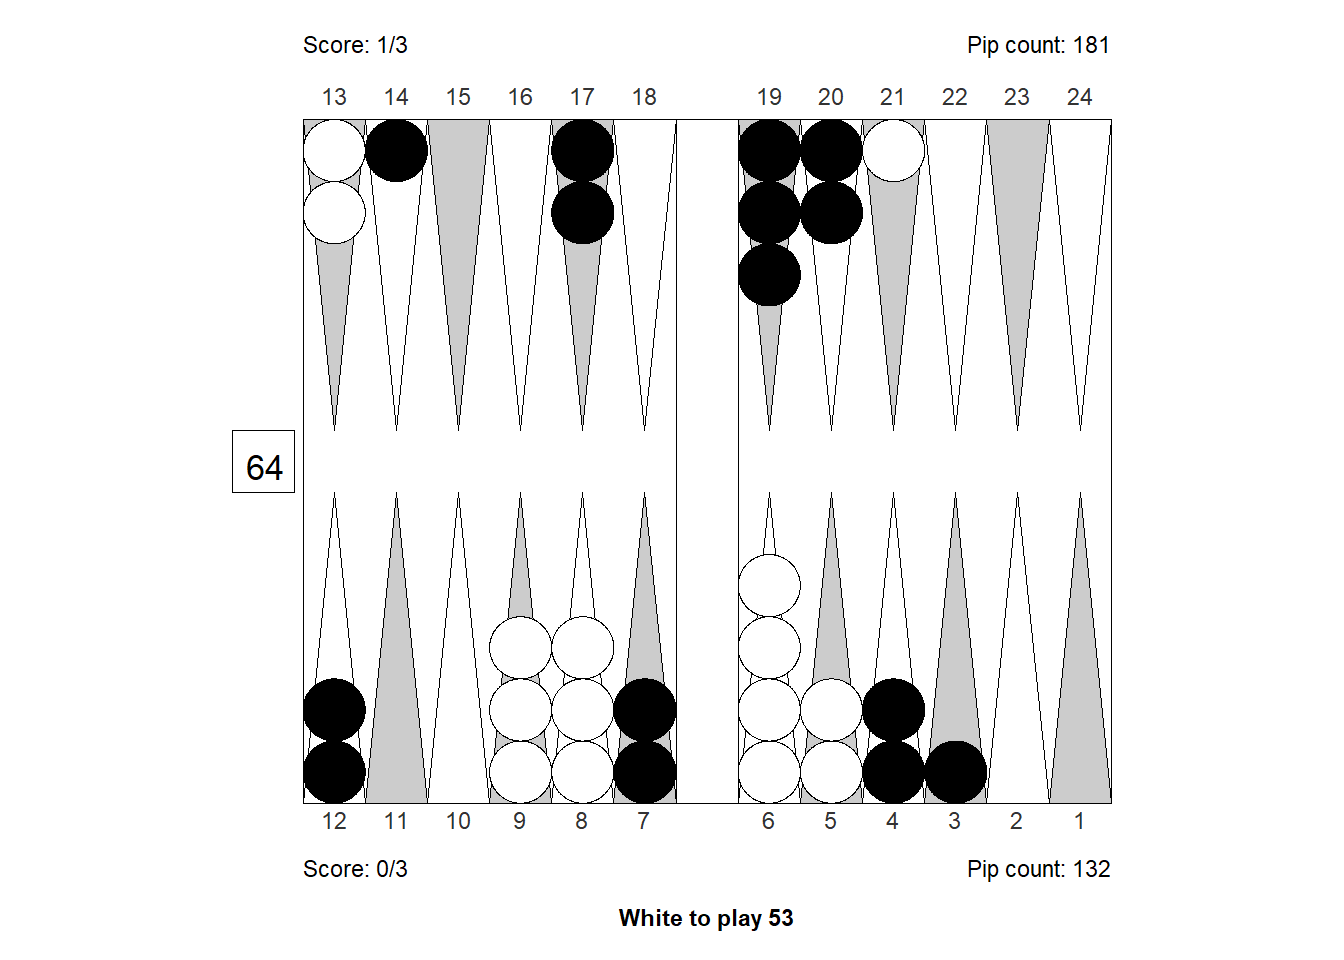 Score: 1/3 Pip count: 181
13 14 15 16 17 18 19 20 21 22 23 24
64
12 11 10 9 8 7 6 5 4 3 2 1
Score: 0/3 Pip count: 132
White to play 53